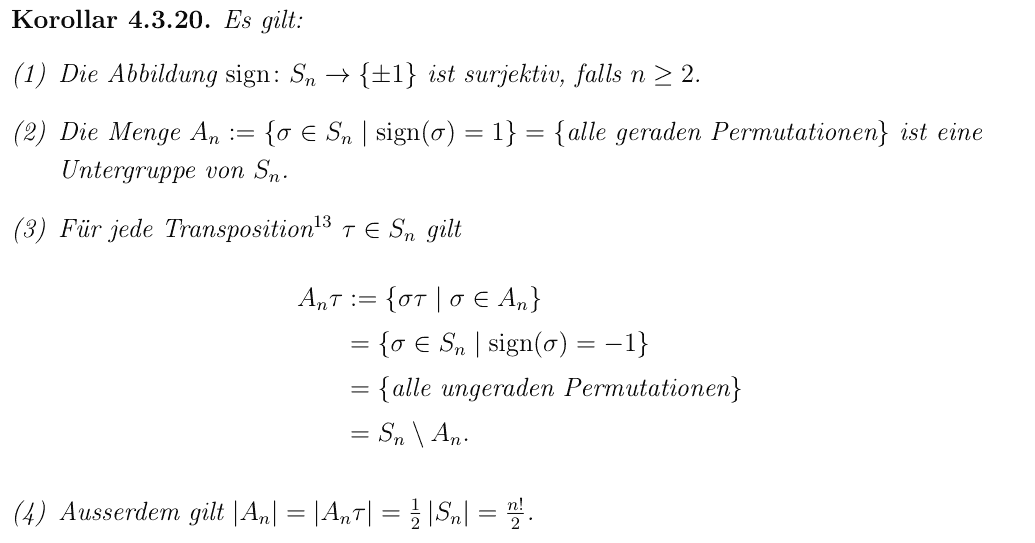 Korollar 4.3.20. Es gilt:
(1) Die Abbildung sign: Sₙ → {±1} ist surjektiv, falls n ≥ 2.
(2) Die Menge Aₙ := {σ ∈ Sₙ | sign(σ) = 1} = {alle geraden Permutationen} ist eine
Untergruppe von Sₙ.
(3) Für jede Transposition¹³ τ ∈ Sₙ gilt
Aₙτ := {στ | σ ∈ Aₙ}
= {σ ∈ Sₙ | sign(σ) = −1}
= {alle ungeraden Permutationen}
= Sₙ \ Aₙ.
(4) Ausserdem gilt |Aₙ| = |Aₙτ| = ½ |Sₙ| = n!/2.